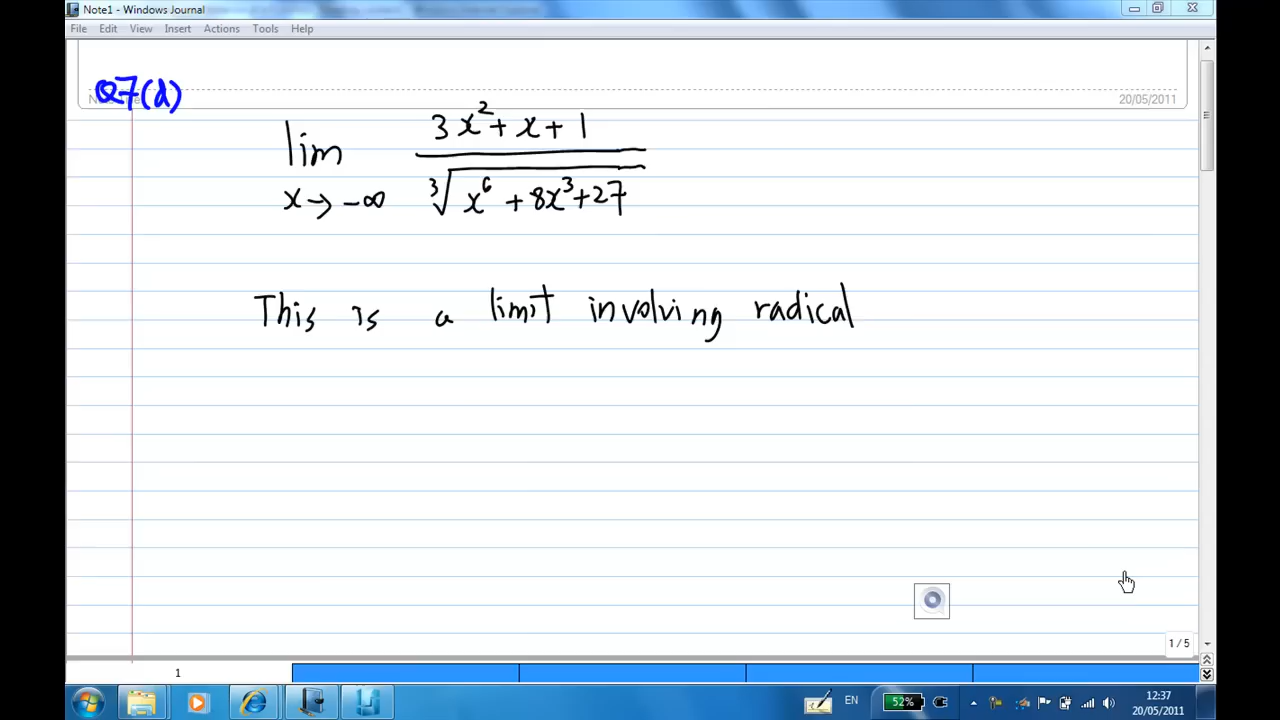 Note1 - Windows Journal
File Edit View Insert Actions Tools Help
Q7(d)
20/05/2011
lim x→-∞ (3x²+x+1)/∛(x⁶+8x³+27)
This is a limit involving radical
1/5
1
EN
52%
12:37
20/05/2011